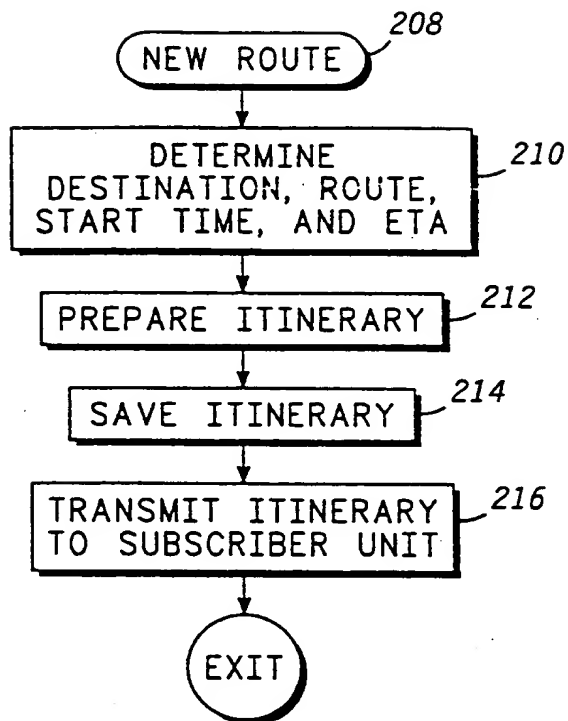 208
NEW ROUTE
DETERMINE
DESTINATION, ROUTE,
START TIME, AND ETA
210
PREPARE ITINERARY
212
SAVE ITINERARY
214
TRANSMIT ITINERARY
TO SUBSCRIBER UNIT
216
EXIT